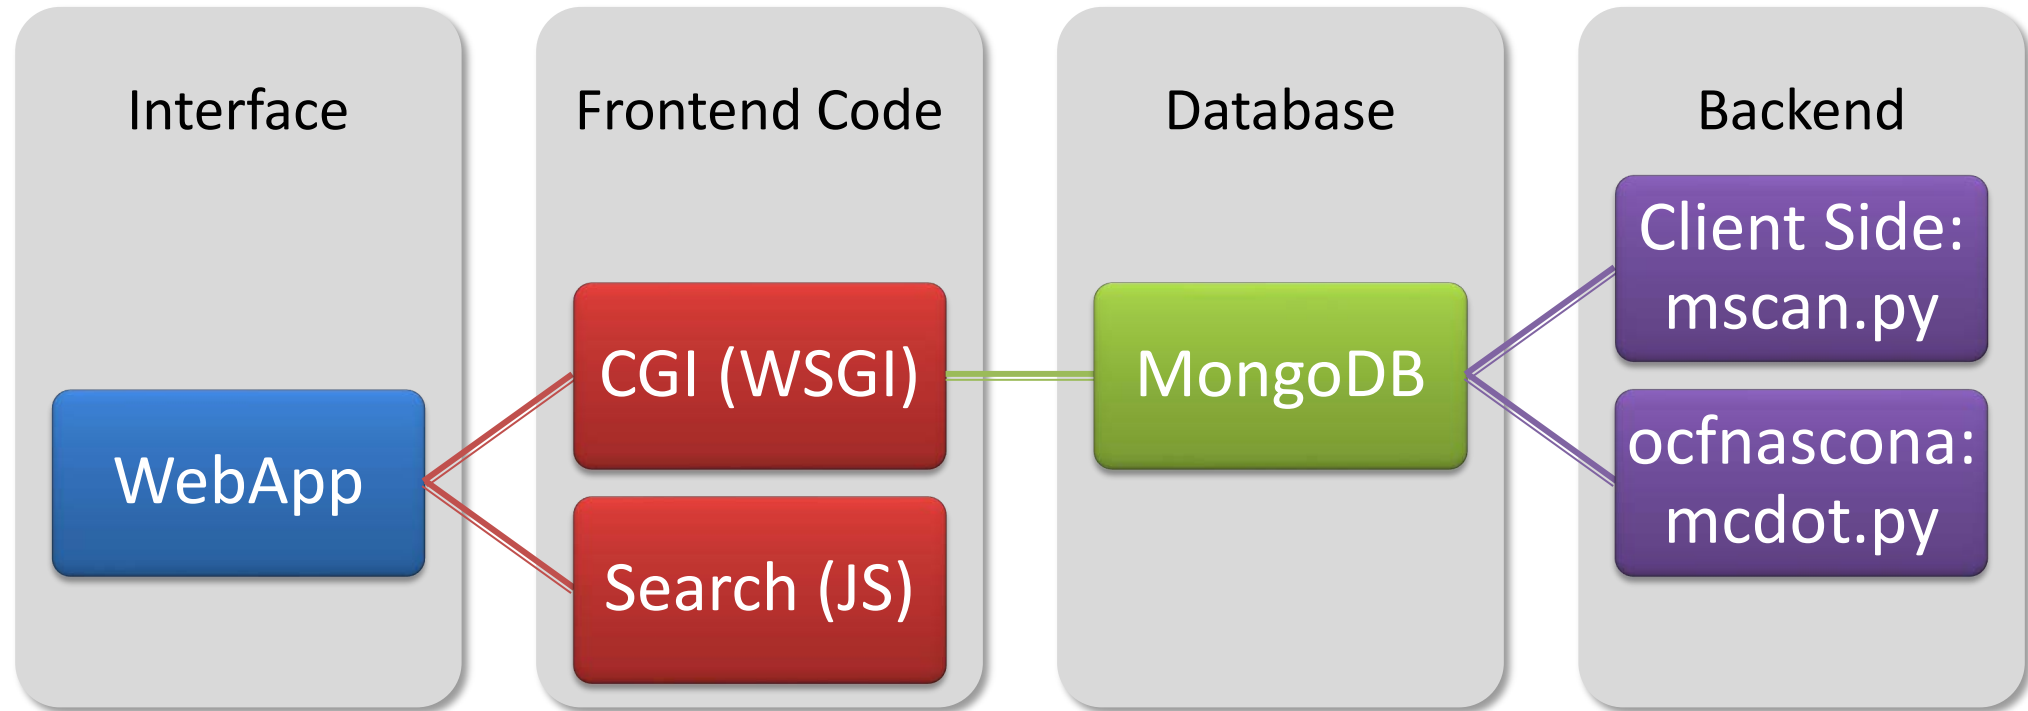 Interface
WebApp
Frontend Code
CGI (WSGI)
Search (JS)
Database
MongoDB
Backend
Client Side:
mscan.py
ocfnascona:
mcdot.py